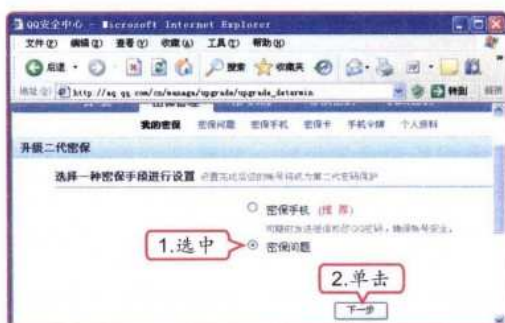 QQ安全中心 - Microsoft Internet Explorer
文件(F) 编辑(E) 查看(V) 收藏(A) 工具(T) 帮助(H)
后退 搜索 收藏夹
地址(D) http://aq.qq.com/cn/manage/upgrade/upgrade_determin 转到 链接
我的密保 密保问题 密保手机 密保卡 手机令牌 个人资料
升级二代密保
选择一种密保手段进行设置
密保手机 (推荐)
1.选中
密保问题
2.单击
下一步